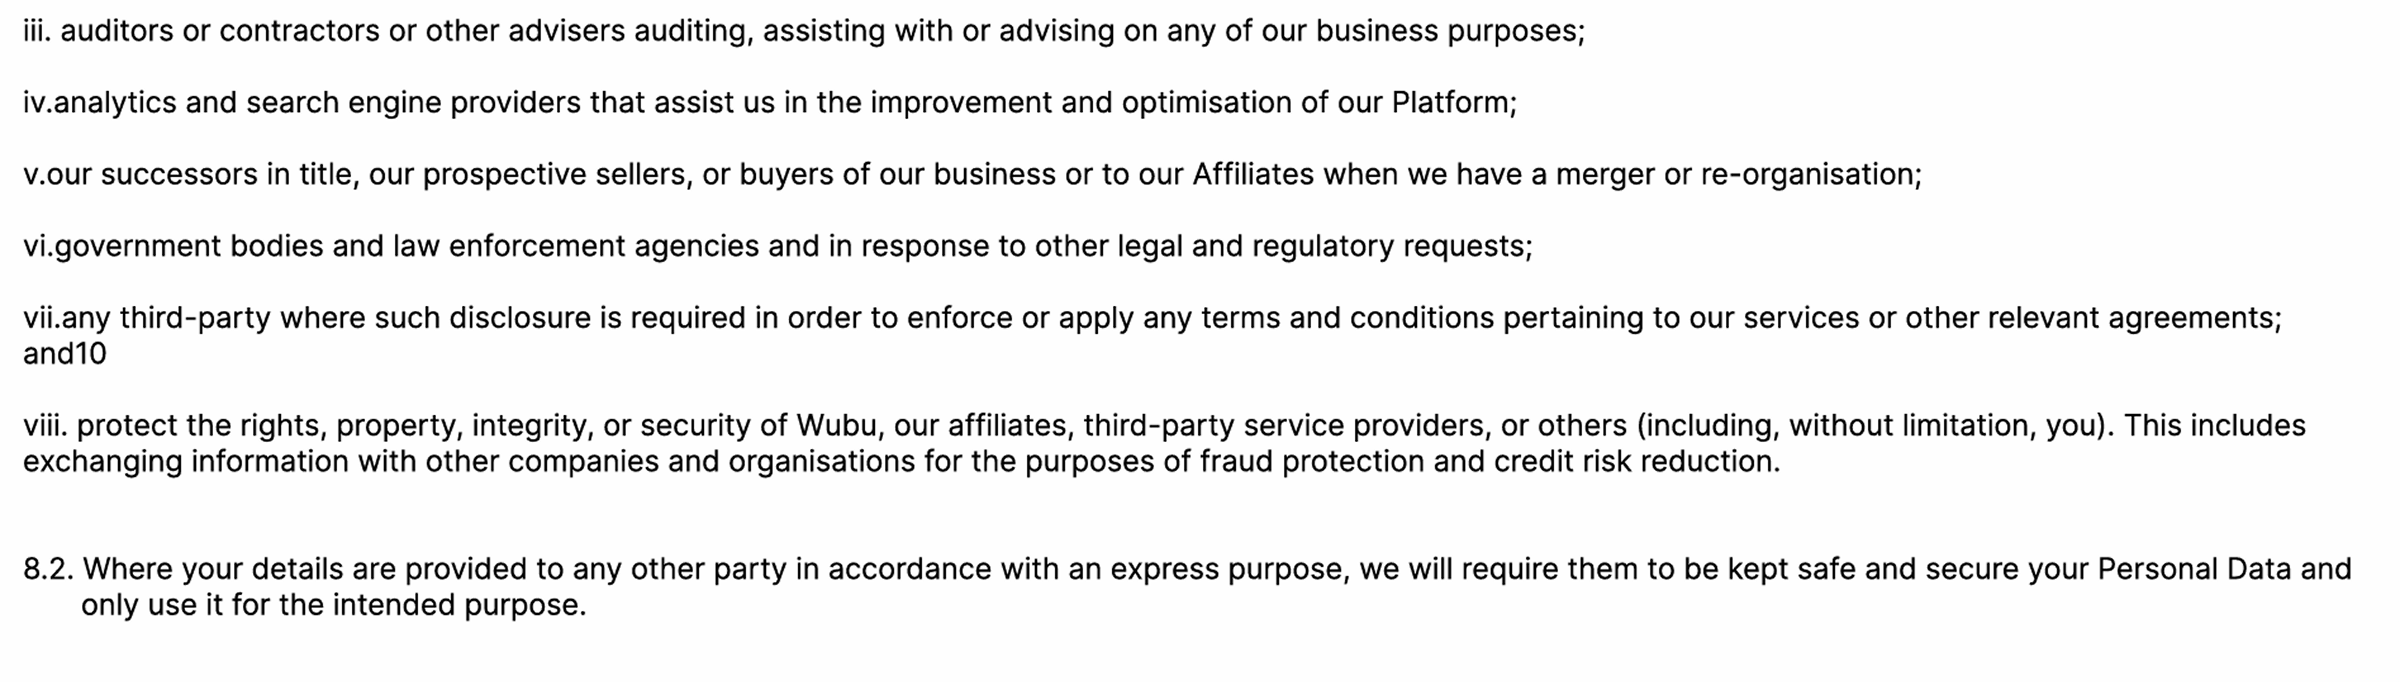 iii. auditors or contractors or other advisers auditing, assisting with or advising on any of our business purposes;
iv.analytics and search engine providers that assist us in the improvement and optimisation of our Platform;
v.our successors in title, our prospective sellers, or buyers of our business or to our Affiliates when we have a merger or re-organisation;
vi.government bodies and law enforcement agencies and in response to other legal and regulatory requests;
vii.any third-party where such disclosure is required in order to enforce or apply any terms and conditions pertaining to our services or other relevant agreements;
and10
viii. protect the rights, property, integrity, or security of Wubu, our affiliates, third-party service providers, or others (including, without limitation, you). This includes
exchanging information with other companies and organisations for the purposes of fraud protection and credit risk reduction.
8.2. Where your details are provided to any other party in accordance with an express purpose, we will require them to be kept safe and secure your Personal Data and
only use it for the intended purpose.